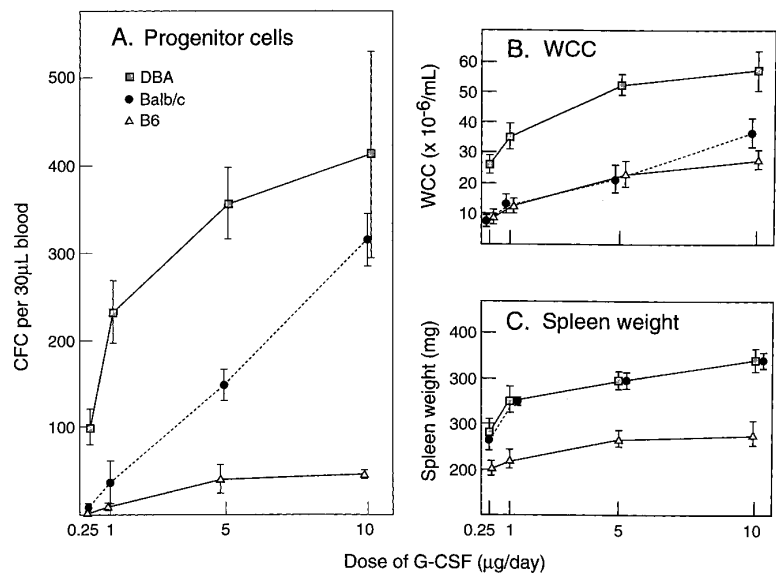 A. Progenitor cells
DBA
Balb/c
B6
CFC per 30µL blood
500
400
300
200
100
0.25 1 5 10
B. WCC
WCC (x 10⁻⁶/mL)
60
50
40
30
20
10
C. Spleen weight
Spleen weight (mg)
400
300
300
200
0.25 1 5 10
Dose of G-CSF (µg/day)